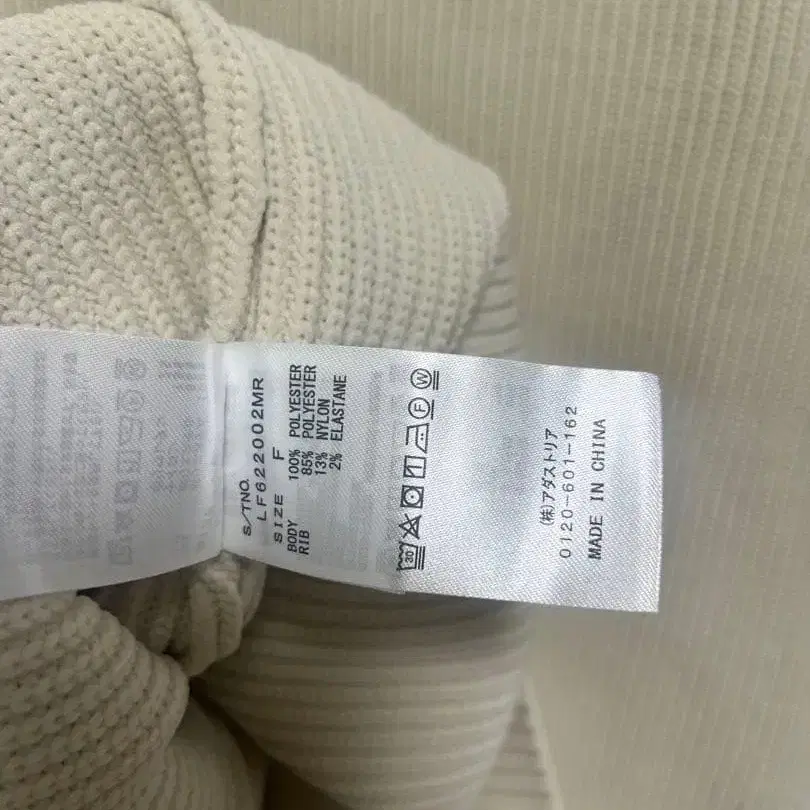 S/TNO.
LF622002MR
SIZE F
BODY 100% POLYESTER
RIB 85% POLYESTER
13% NYLON
2% ELASTANE
30
(株)アダストリア
0120-601-162
MADE IN CHINA